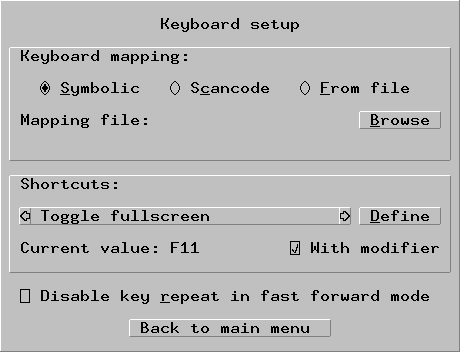 Keyboard setup
Keyboard mapping:
Symbolic Scancode From file
Mapping file: Browse
Shortcuts:
Toggle fullscreen Define
Current value: F11 With modifier
Disable key repeat in fast forward mode
Back to main menu